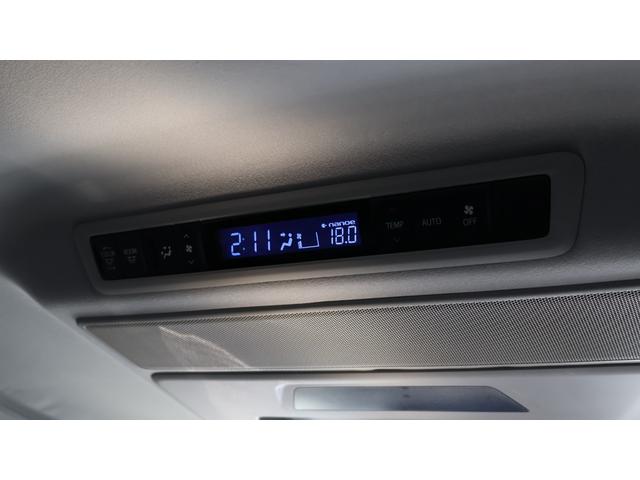 2:11 nanoe 18.0
TEMP AUTO OFF